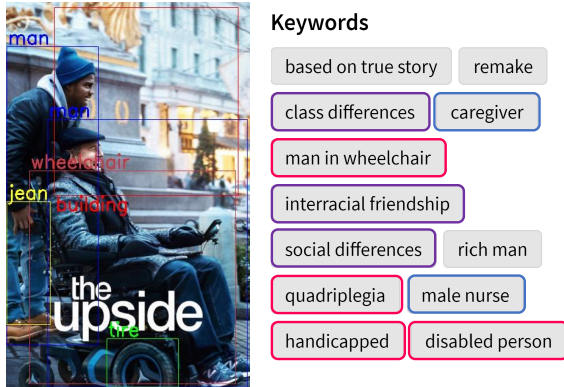 man
man
wheelchair
jean
building
the
upside
tire
Keywords
based on true story remake
class differences caregiver
man in wheelchair
interracial friendship
social differences rich man
quadriplegia male nurse
handicapped disabled person